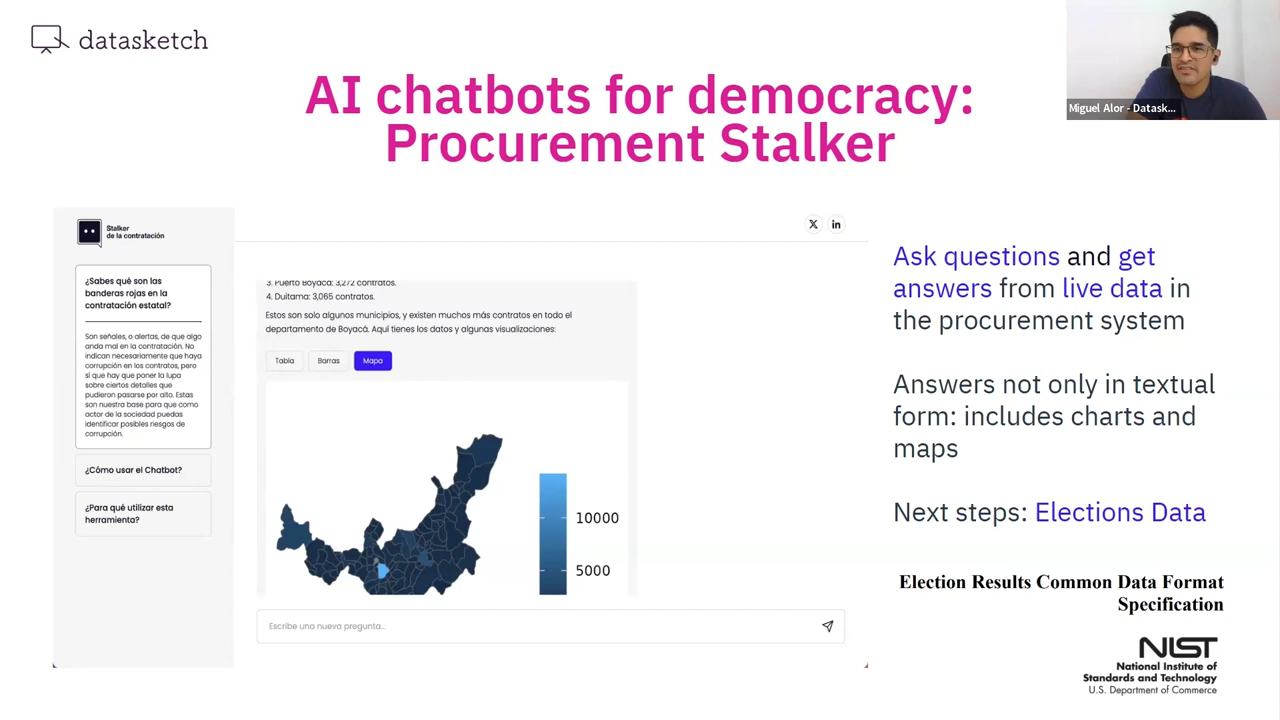 datasketch
AI chatbots for democracy:
Procurement Stalker
Miguel Alor - Datask...
Stalker
de la contratación
¿Sabes qué son las
banderas rojas en la
contratación estatal?
Son señales, o alertas, de que algo
anda mal en la contratación. No
indican necesariamente que haya
corrupción en los contratos, pero
sí que hay que poner la lupa
sobre ciertos detalles que
pudieron pasarse por alto. Estas
son nuestra base para que como
actor de la sociedad puedas
identificar posibles riesgos de
corrupción.
¿Cómo usar el Chatbot?
¿Para qué utilizar esta
herramienta?
X
in
3. Puerto Boyacá: 3,272 contratos.
4. Duitama: 3,065 contratos.
Estos son solo algunos municipios, y existen muchos más contratos en todo el
departamento de Boyacá. Aquí tienes los datos y algunas visualizaciones:
Tabla
Barras
Mapa
10000
5000
Escribe una nueva pregunta...
Ask questions and get
answers from live data in
the procurement system
Answers not only in textual
form: includes charts and
maps
Next steps: Elections Data
Election Results Common Data Format
Specification
NIST
National Institute of
Standards and Technology
U.S. Department of Commerce